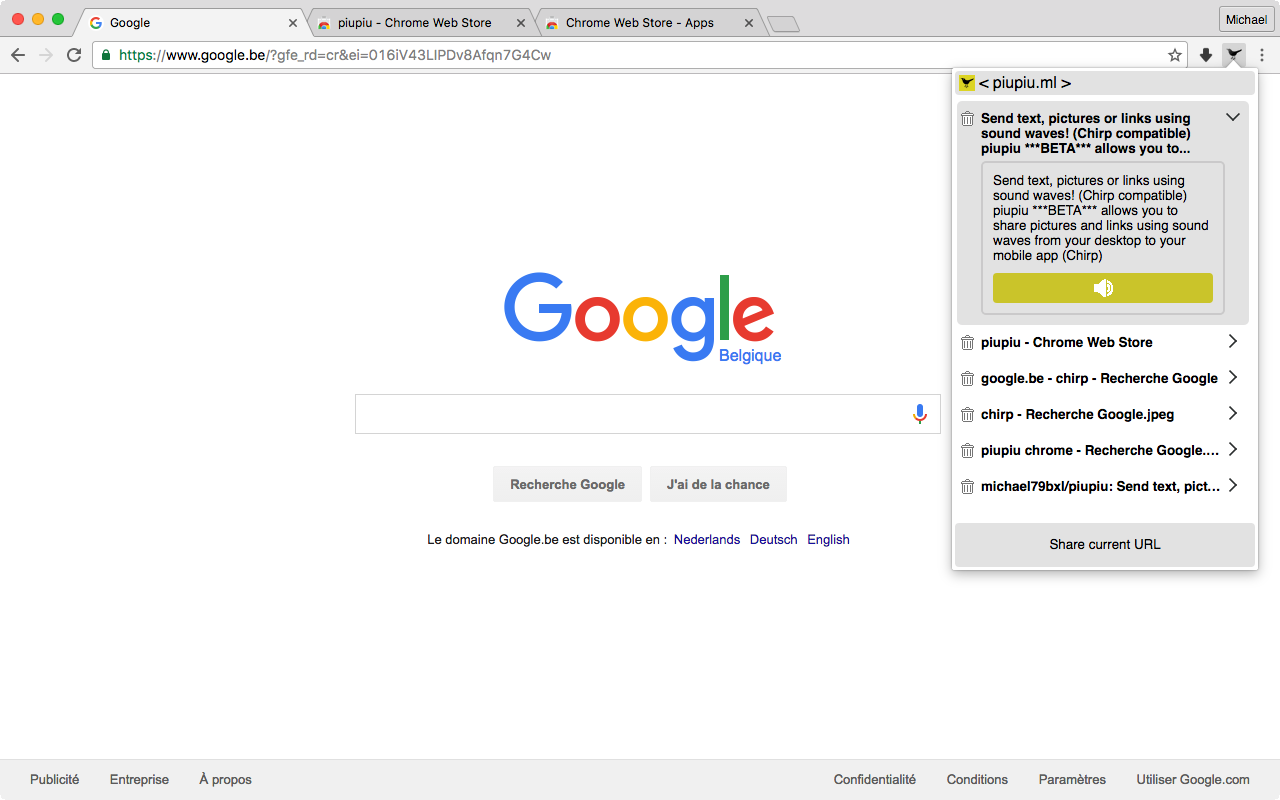 Google
piupiu - Chrome Web Store
Chrome Web Store - Apps
Michael
https://www.google.be/?gfe_rd=cr&ei=016iV43LIPDv8Afqn7G4Cw
< piupiu.ml >
Send text, pictures or links using
sound waves! (Chirp compatible)
piupiu ***BETA*** allows you to...
Send text, pictures or links using
sound waves! (Chirp compatible)
piupiu ***BETA*** allows you to
share pictures and links using sound
waves from your desktop to your
mobile app (Chirp)
piupiu - Chrome Web Store
google.be - chirp - Recherche Google
chirp - Recherche Google.jpeg
piupiu chrome - Recherche Google....
michael79bxl/piupiu: Send text, pict...
Share current URL
Google
Belgique
Recherche Google
J'ai de la chance
Le domaine Google.be est disponible en : Nederlands Deutsch English
Publicité Entreprise À propos
Confidentialité Conditions Paramètres Utiliser Google.com